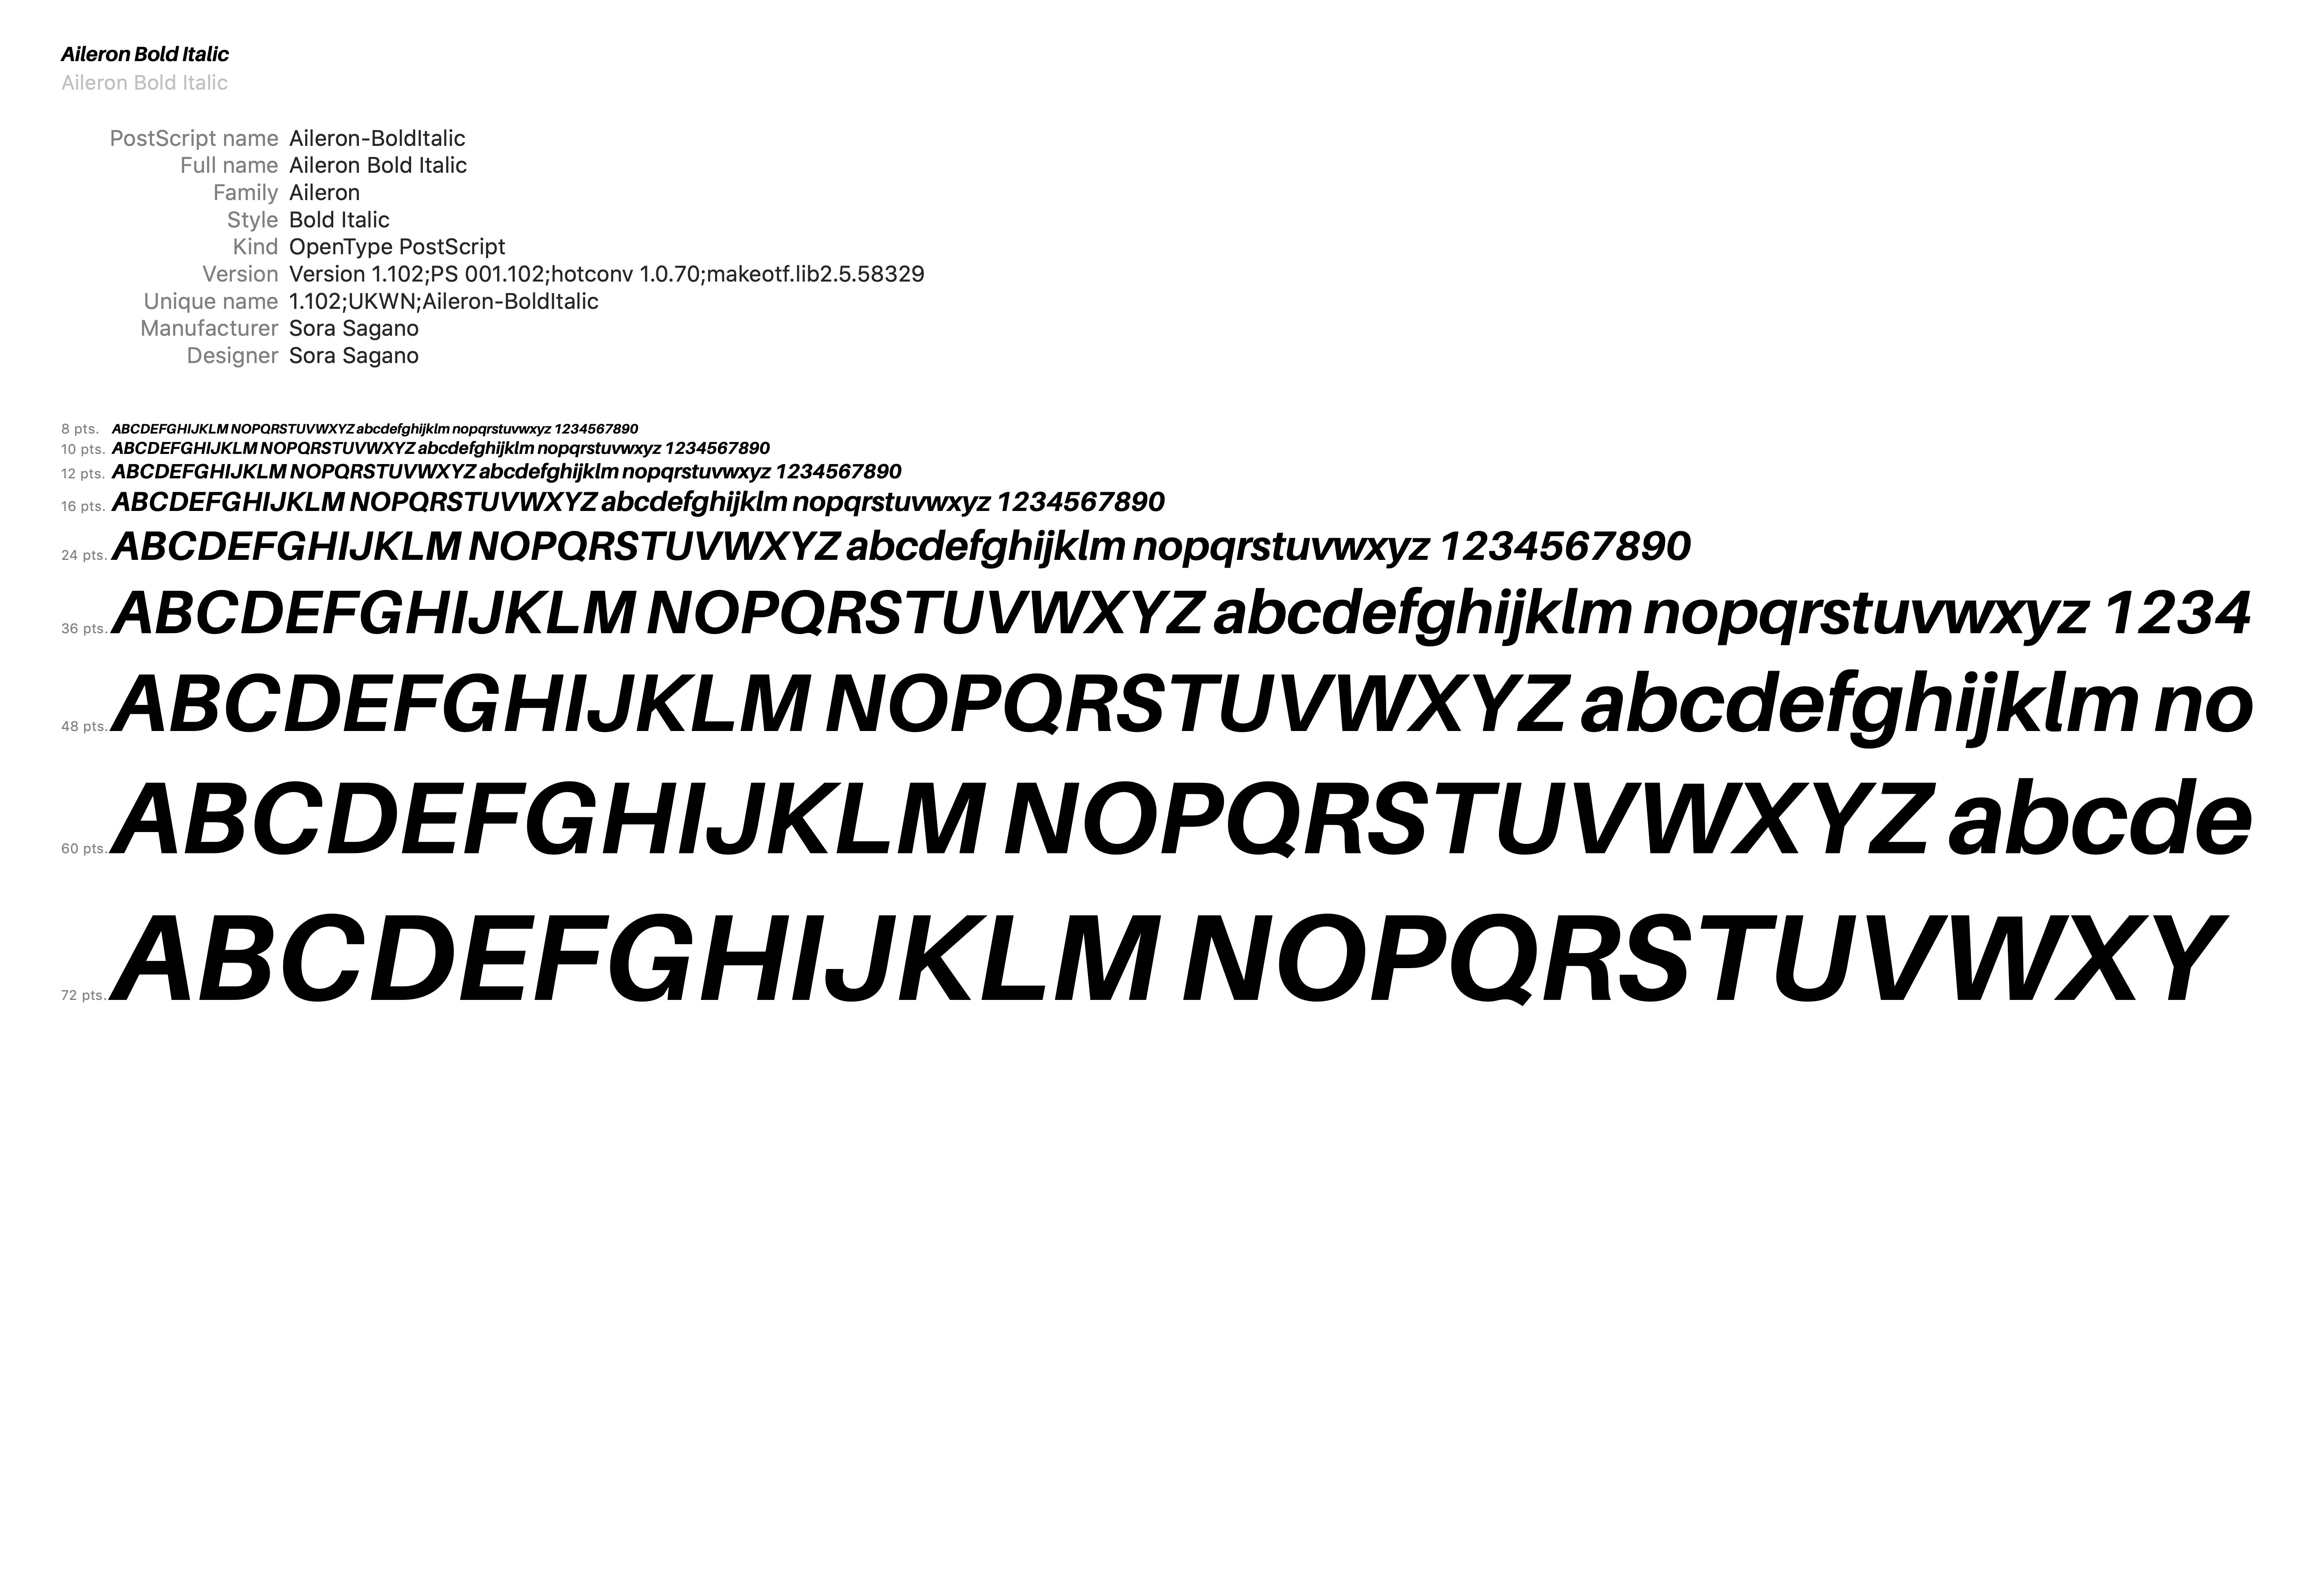 Aileron Bold Italic
Aileron Bold Italic
PostScript name Aileron-BoldItalic
Full name Aileron Bold Italic
Family Aileron
Style Bold Italic
Kind OpenType PostScript
Version Version 1.102;PS 001.102;hotconv 1.0.70;makeotf.lib2.5.58329
Unique name 1.102;UKWN;Aileron-BoldItalic
Manufacturer Sora Sagano
Designer Sora Sagano
8 pts. ABCDEFGHIJKLM NOPQRSTUVWXYZ abcdefghijklm nopqrstuvwxyz 1234567890
10 pts. ABCDEFGHIJKLM NOPQRSTUVWXYZ abcdefghijklm nopqrstuvwxyz 1234567890
12 pts. ABCDEFGHIJKLM NOPQRSTUVWXYZ abcdefghijklm nopqrstuvwxyz 1234567890
16 pts. ABCDEFGHIJKLM NOPQRSTUVWXYZ abcdefghijklm nopqrstuvwxyz 1234567890
24 pts. ABCDEFGHIJKLM NOPQRSTUVWXYZ abcdefghijklm nopqrstuvwxyz 1234567890
36 pts. ABCDEFGHIJKLM NOPQRSTUVWXYZ abcdefghijklm nopqrstuvwxyz 1234
48 pts. ABCDEFGHIJKLM NOPQRSTUVWXYZ abcdefghijklm no
60 pts. ABCDEFGHIJKLM NOPQRSTUVWXYZ abcde
72 pts. ABCDEFGHIJKLM NOPQRSTUVWXY